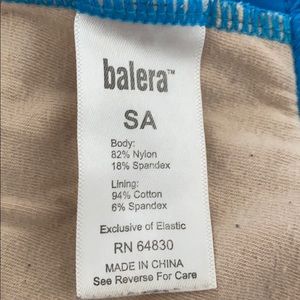 balera™
SA
Body:
82% Nylon
18% Spandex
Lining:
94% Cotton
6% Spandex
Exclusive of Elastic
RN 64830
MADE IN CHINA
See Reverse For Care